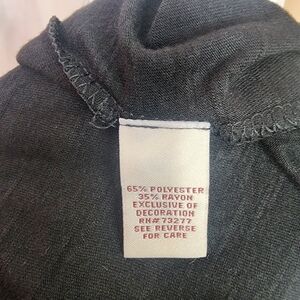 65% POLYESTER
35% RAYON
EXCLUSIVE OF
DECORATION
RN# 73277
SEE REVERSE
FOR CARE